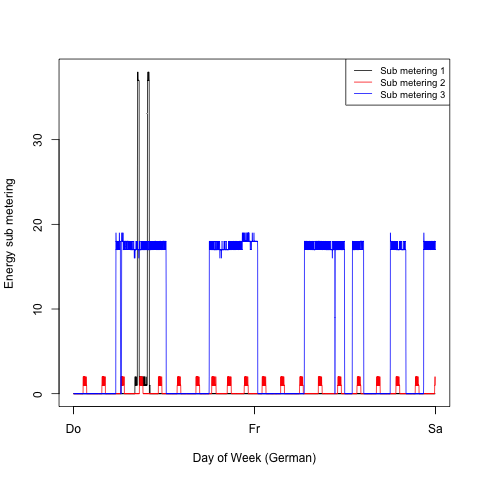 Sub metering 1
Sub metering 2
Sub metering 3
Energy sub metering
30
20
10
0
Do Fr Sa
Day of Week (German)